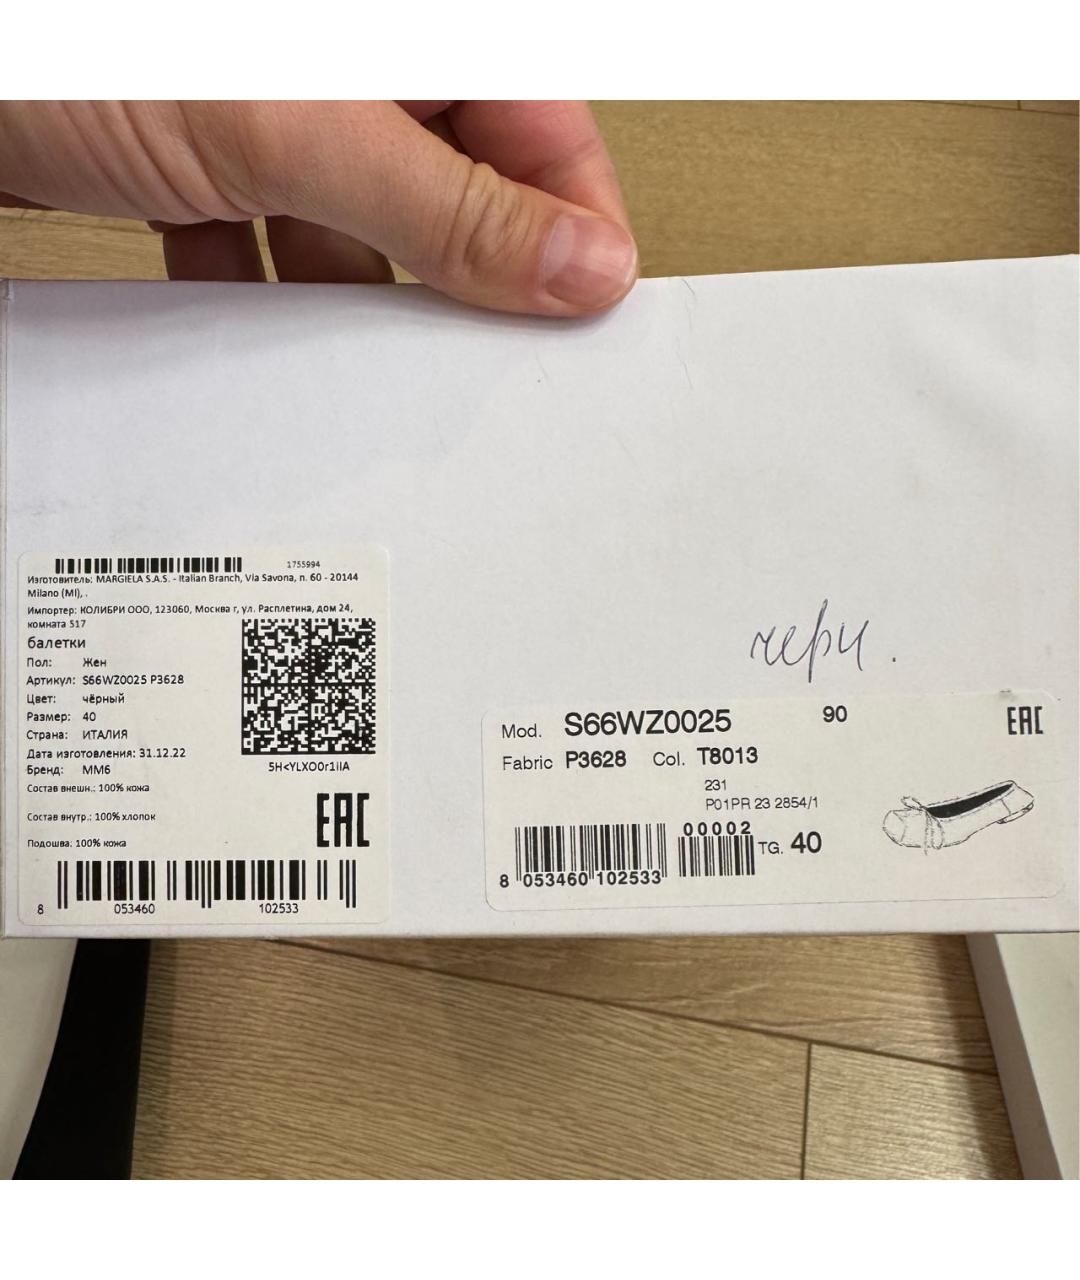 1755994
Изготовитель: MARGIELA S.A.S. - Italian Branch, Via Savona, n. 60 - 20144
Milano (MI), .
Импортер: КОЛИБРИ ООО, 123060, Москва г, ул. Расплетина, дом 24,
комната 517
балетки
Пол: Жен
Артикул: S66WZ0025 P3628
Цвет: чёрный
Размер: 40
Страна: ИТАЛИЯ
Дата изготовления: 31.12.22
Бренд: MM6
Состав внешн.: 100% кожа
Состав внутр.: 100% хлопок
Подошва: 100% кожа
5H<YLXO0r1iIA
EAC
8 053460 102533
черн.
Mod. S66WZ0025 90
EAC
Fabric P3628 Col. T8013
231
P01PR 23 2854/1
00002
TG. 40
8 053460 102533